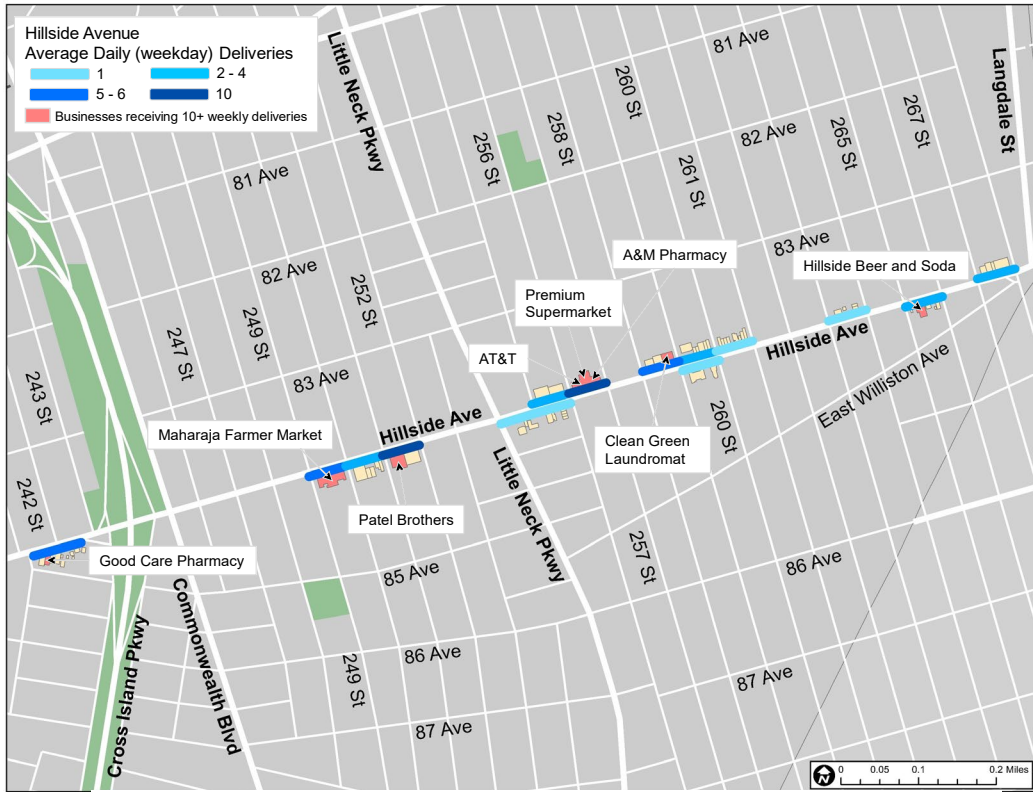 Hillside Avenue
Average Daily (weekday) Deliveries
1
2 - 4
5 - 6
10
Businesses receiving 10+ weekly deliveries
Little Neck Pkwy
81 Ave
260 St
Langdale St
267 St
265 St
258 St
256 St
82 Ave
261 St
81 Ave
83 Ave
A&M Pharmacy
Hillside Beer and Soda
82 Ave
252 St
249 St
247 St
Premium
Supermarket
AT&T
Hillside Ave
East Williston Ave
243 St
83 Ave
Hillside Ave
260 St
Clean Green
Laundromat
Maharaja Farmer Market
Little Neck Pkwy
242 St
Patel Brothers
Good Care Pharmacy
257 St
86 Ave
85 Ave
Commonwealth Blvd
Cross Island Pkwy
249 St
86 Ave
87 Ave
87 Ave
N
0
0.05
0.1
0.2 Miles